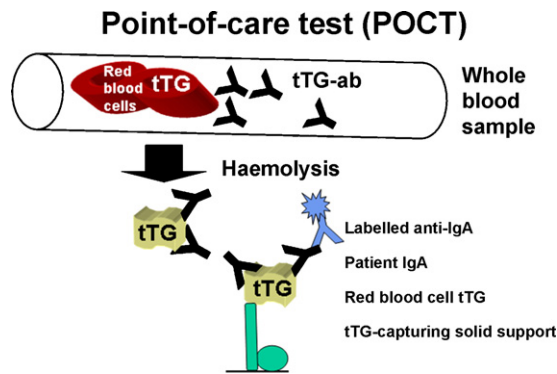 Point-of-care test (POCT)
Red
blood
cells
tTG
tTG-ab
Whole
blood
sample
Haemolysis
tTG
tTG
Labelled anti-IgA
Patient IgA
Red blood cell tTG
tTG-capturing solid support